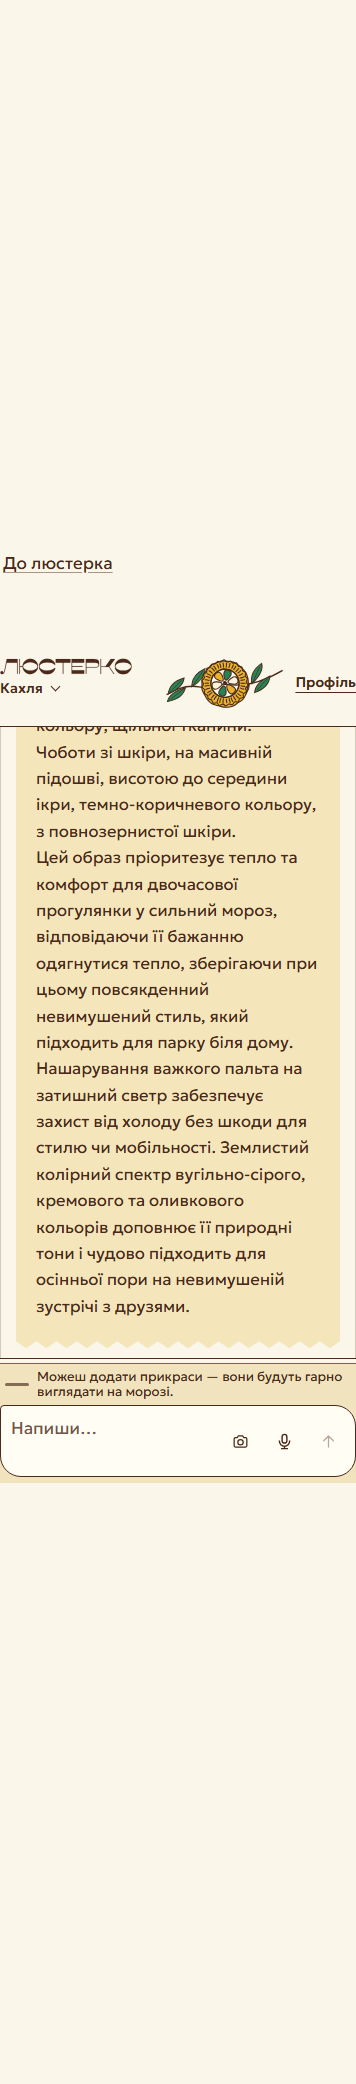 До люстерка
ЛЮСТЕРКО
Кахля
Профіль
кольору, щільної тканини.
Чоботи зі шкіри, на масивній
підошві, висотою до середини
ікри, темно-коричневого кольору,
з повнозернистої шкіри.
Цей образ пріоритезує тепло та
комфорт для двочасової
прогулянки у сильний мороз,
відповідаючи її бажанню
одягнутися тепло, зберігаючи при
цьому повсякденний
невимушений стиль, який
підходить для парку біля дому.
Нашарування важкого пальта на
затишний светр забезпечує
захист від холоду без шкоди для
стилю чи мобільності. Землистий
колірний спектр вугільно-сірого,
кремового та оливкового
кольорів доповнює її природні
тони і чудово підходить для
осінньої пори на невимушеній
зустрічі з друзями.
Можеш додати прикраси — вони будуть гарно
виглядати на морозі.
Напиши...